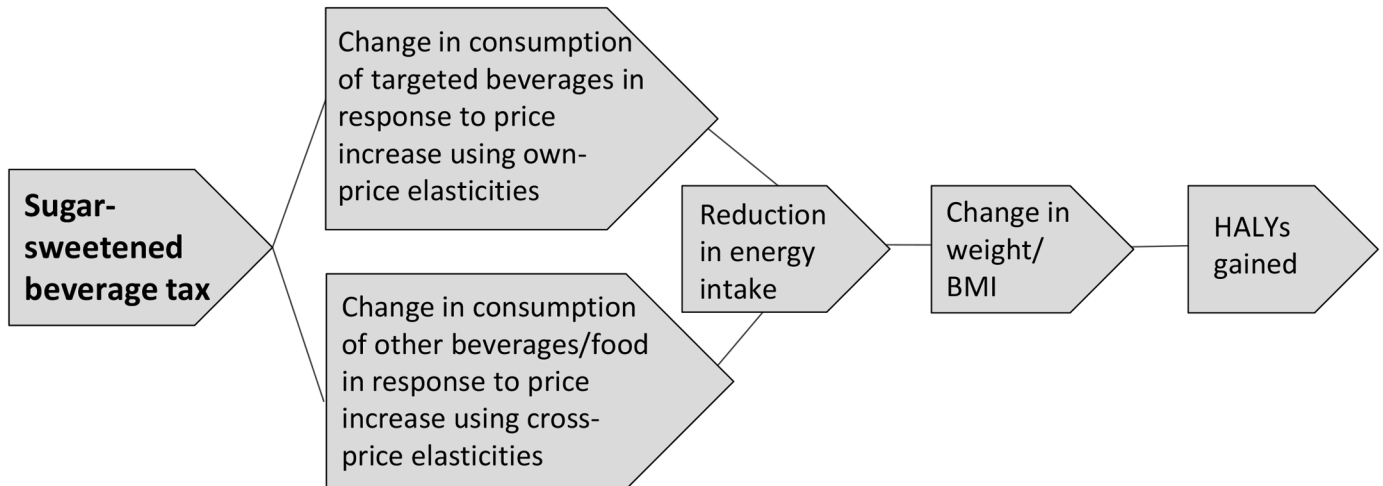 Sugar-
sweetened
beverage tax
Change in consumption
of targeted beverages in
response to price
increase using own-
price elasticities
Change in consumption
of other beverages/food
in response to price
increase using cross-
price elasticities
Reduction
in energy
intake
Change in
weight/
BMI
HALYs
gained